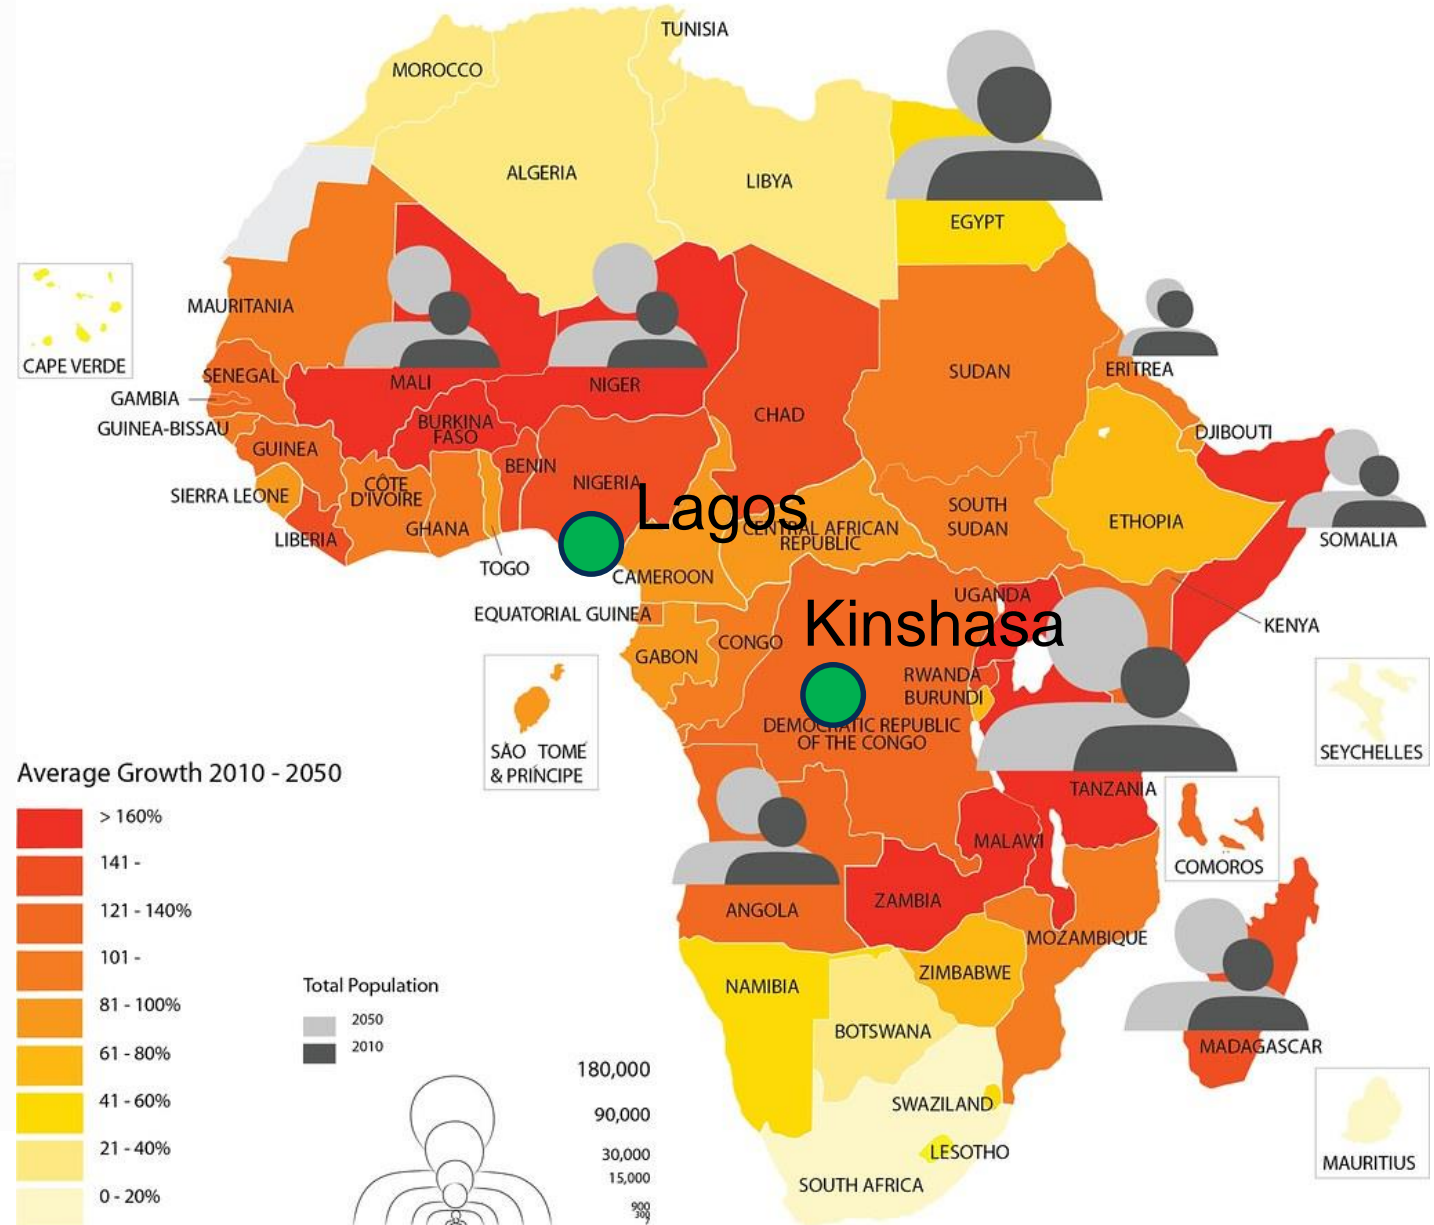 TUNISIA
MOROCCO
ALGERIA
LIBYA
EGYPT
MAURITANIA
CAPE VERDE
SENEGAL
GAMBIA
GUINEA-BISSAU
GUINEA
SIERRA LEONE
LIBERIA
MALI
BURKINA
FASO
NIGER
CHAD
SUDAN
ERITREA
DJIBOUTI
CÔTE
D'IVOIRE
GHANA
BENIN
TOGO
NIGERIA
Lagos
CENTRAL AFRICAN
REPUBLIC
SOUTH
SUDAN
ETHIOPIA
SOMALIA
CAMEROON
EQUATORIAL GUINEA
GABON
CONGO
UGANDA
Kinshasa
KENYA
RWANDA
BURUNDI
DEMOCRATIC REPUBLIC
OF THE CONGO
SÃO TOMÉ
& PRÍNCIPE
SEYCHELLES
TANZANIA
COMOROS
MALAWI
ZAMBIA
ANGOLA
MOZAMBIQUE
NAMIBIA
ZIMBABWE
BOTSWANA
MADAGASCAR
SWAZILAND
LESOTHO
SOUTH AFRICA
MAURITIUS
Average Growth 2010 - 2050
> 160%
141 -
121 - 140%
101 -
81 - 100%
61 - 80%
41 - 60%
21 - 40%
0 - 20%
Total Population
2050
2010
180,000
90,000
30,000
15,000
900